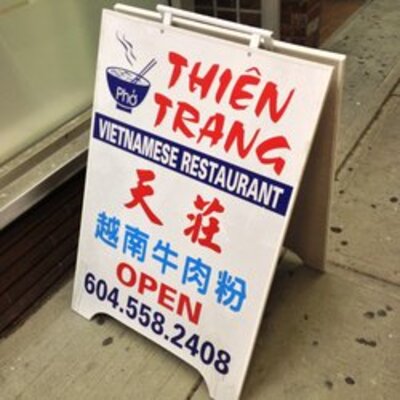 Phở
THIÊN
TRANG
VIETNAMESE RESTAURANT
天莊
越南牛肉粉
OPEN
604.558.2408